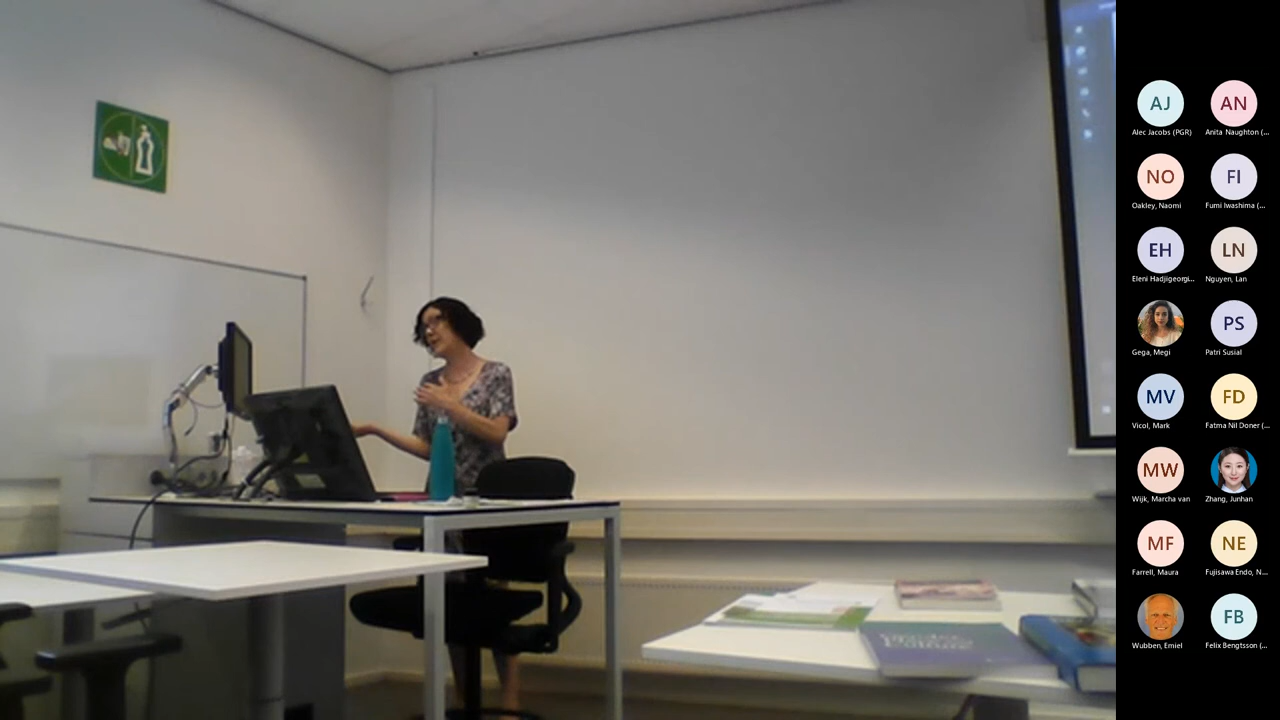 AJ
AN
Alec Jacobs (PGR)
Anita Naughton (...
NO
FI
Oakley, Naomi
Fumi Iwashima (...
EH
LN
Eleni Hadjigeorgi...
Nguyen, Lan
PS
Gega, Megi
Patri Susial
MV
FD
Vicol, Mark
Fatma Nil Doner (...
MW
Wijk, Marcha van
Zhang, Junhan
MF
NE
Farrell, Maura
Fujisawa Endo, N...
FB
Wubben, Emiel
Felix Bengtsson (...